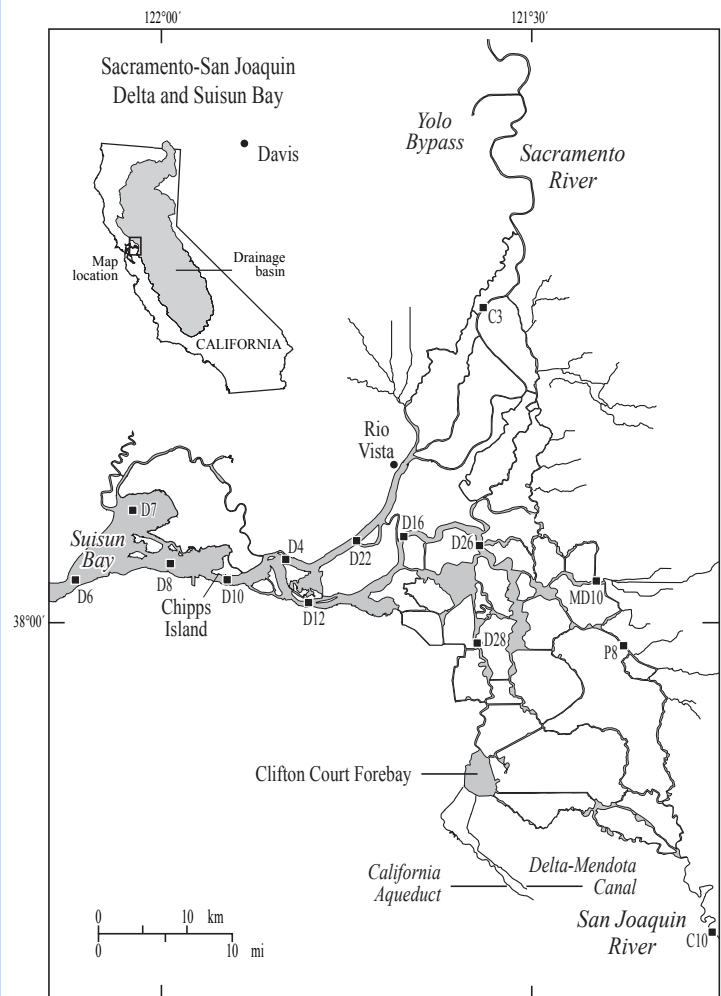 122°00′
121°30′
Sacramento-San Joaquin
Delta and Suisun Bay
Davis
Yolo
Bypass
Sacramento
River
Map
location
Drainage
basin
CALIFORNIA
C3
Rio
Vista
D7
Suisun
Bay
D4
D22
D16
D26
D6
D8
D10
Chipps
Island
D12
MD10
38°00′
D28
P8
Clifton Court Forebay
California
Aqueduct
Delta-Mendota
Canal
San Joaquin
River
C10
0 10 km
0 10 mi